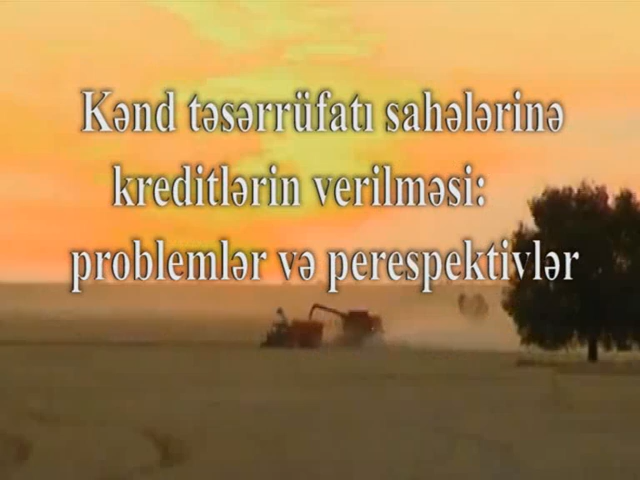 Kənd təsərrüfatı sahələrinə
kreditlərin verilməsi:
problemlər və perespektivlər